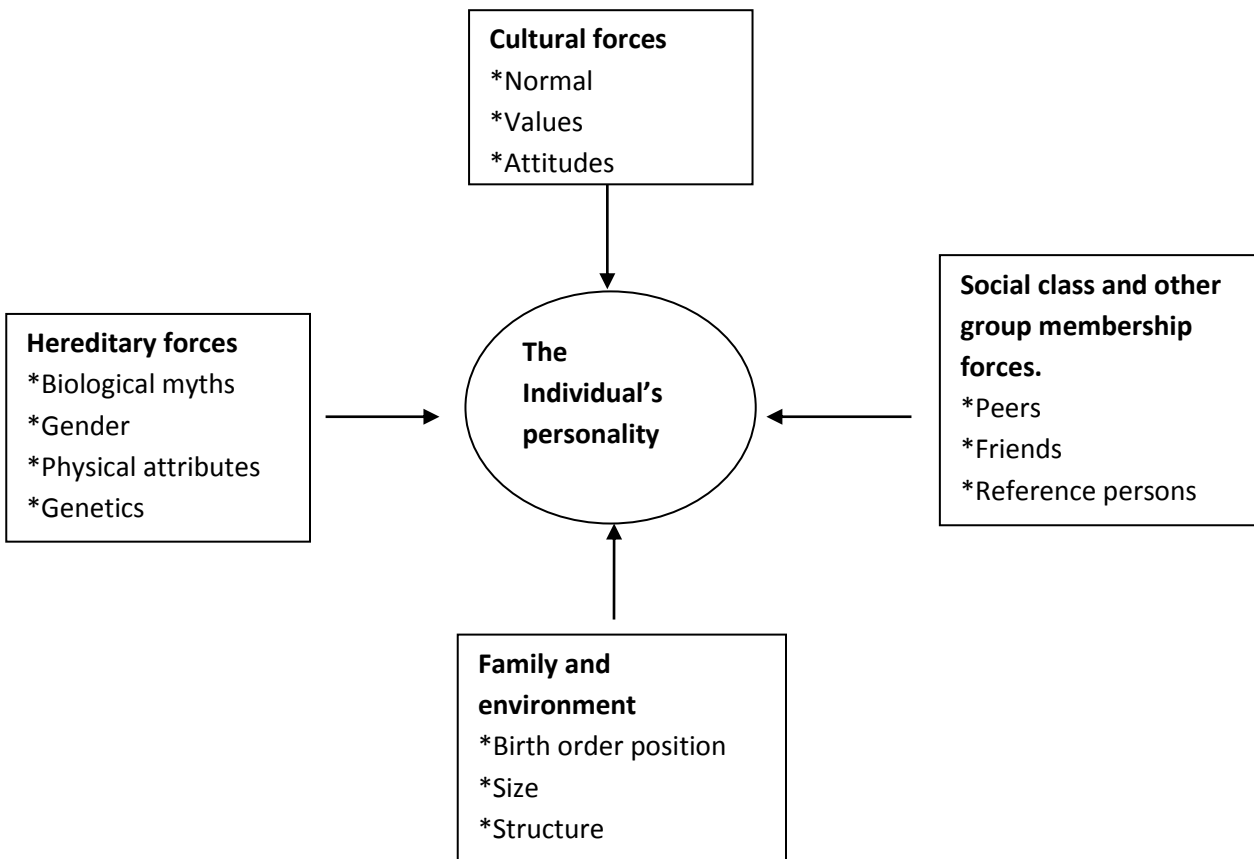 Cultural forces
*Normal
*Values
*Attitudes
Hereditary forces
*Biological myths
*Gender
*Physical attributes
*Genetics
The
Individual’s
personality
Social class and other
group membership
forces.
*Peers
*Friends
*Reference persons
Family and
environment
*Birth order position
*Size
*Structure